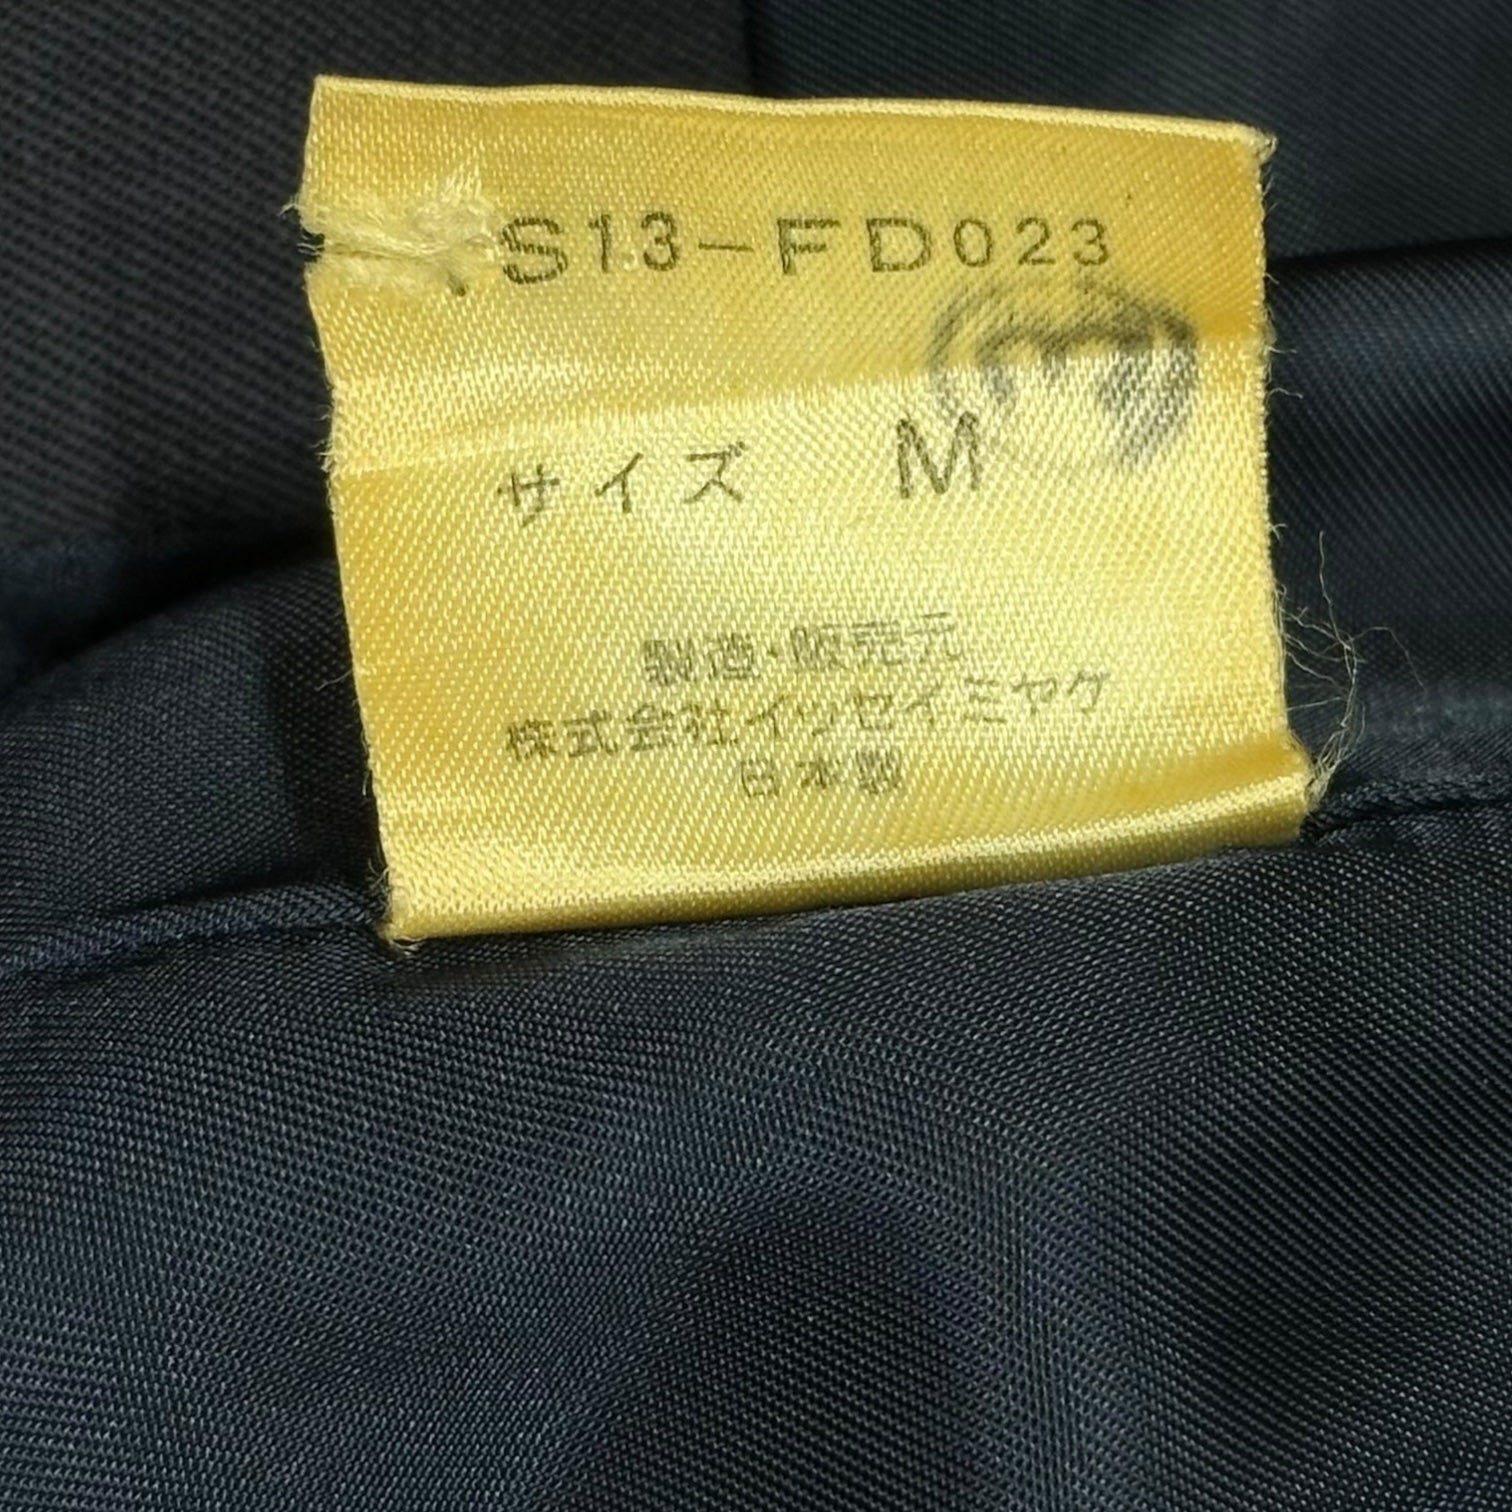 S13-FD023
サイズ M
製造・販売元
株式会社イッセイミヤケ
日本製